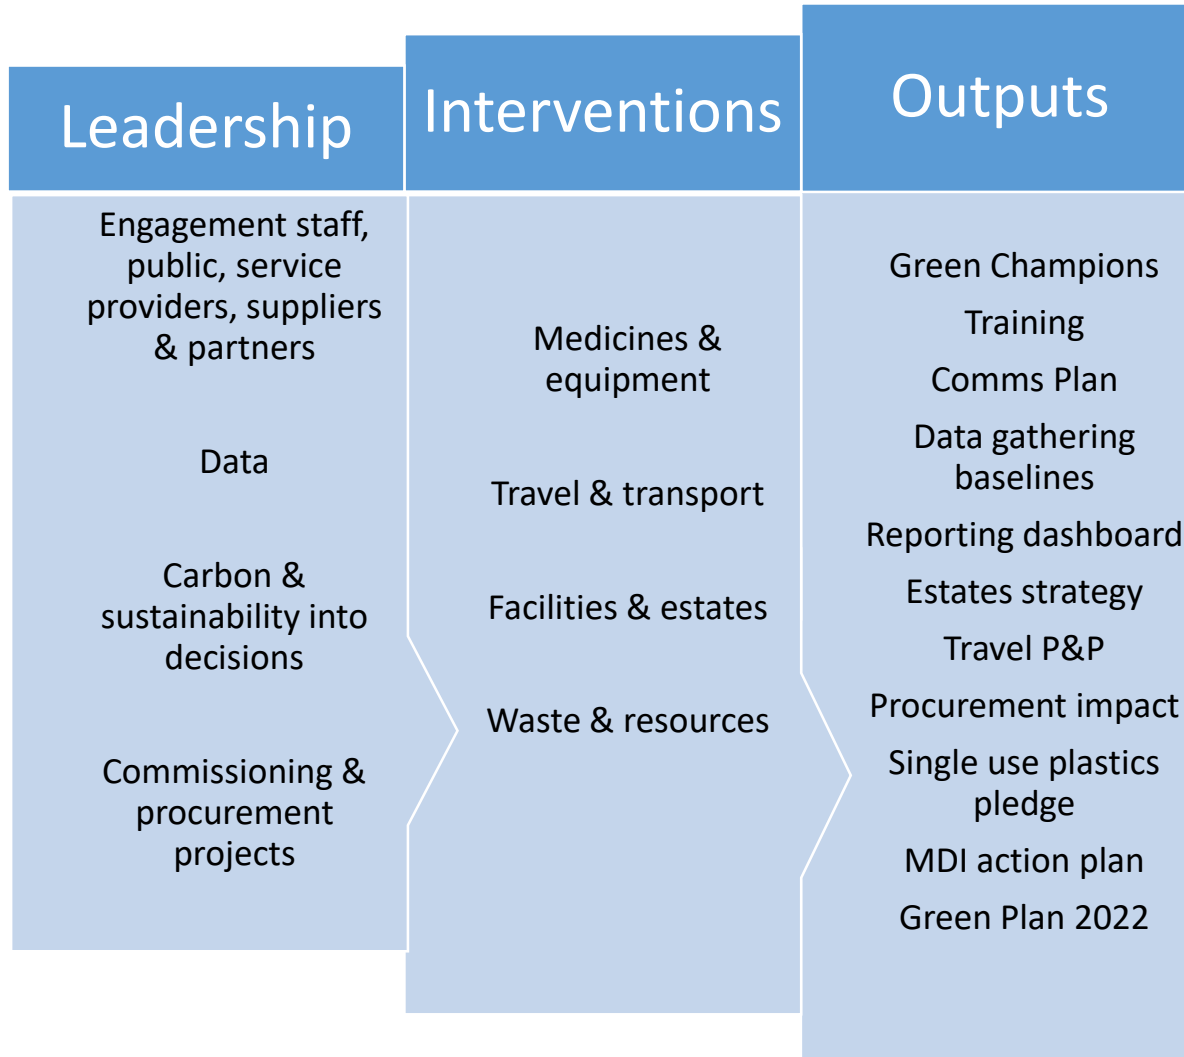 Leadership
Engagement staff,
public, service
providers, suppliers
& partners
Data
Carbon &
sustainability into
decisions
Commissioning &
procurement
projects
Interventions
Medicines &
equipment
Travel & transport
Facilities & estates
Waste & resources
Outputs
Green Champions
Training
Comms Plan
Data gathering
baselines
Reporting dashboard
Estates strategy
Travel P&P
Procurement impact
Single use plastics
pledge
MDI action plan
Green Plan 2022